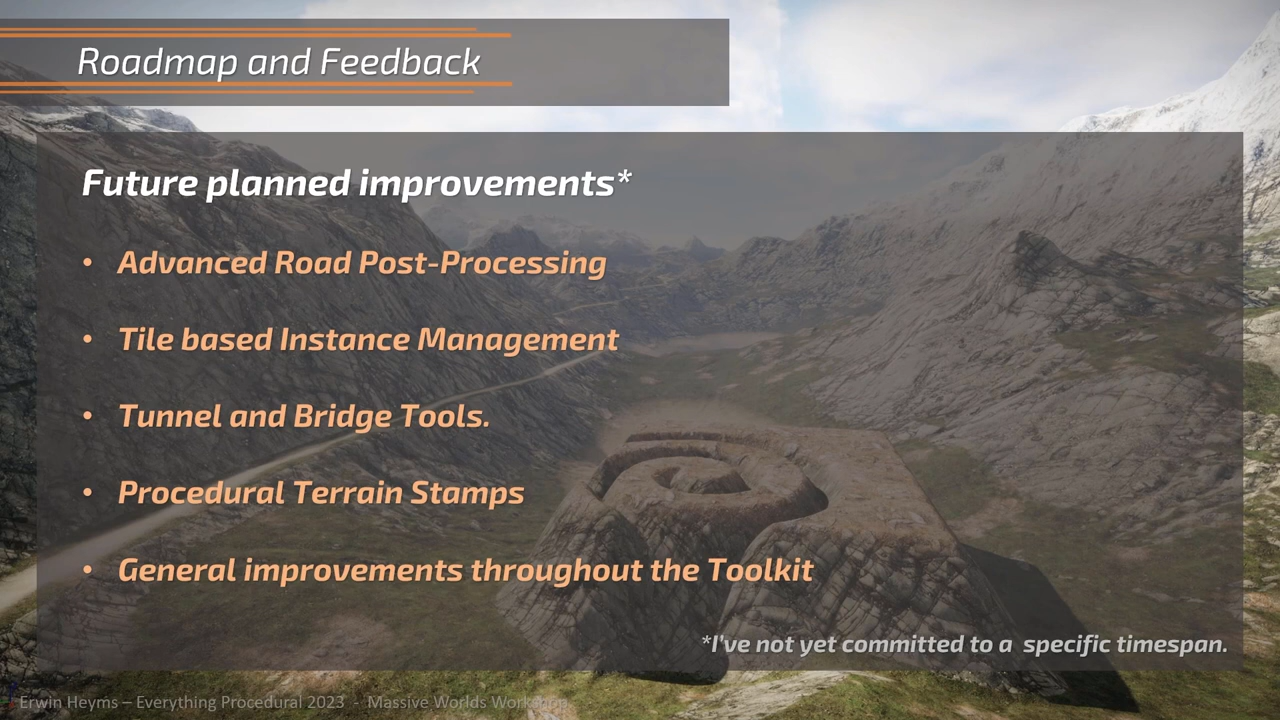 Roadmap and Feedback
Future planned improvements*
• Advanced Road Post-Processing
• Tile based Instance Management
• Tunnel and Bridge Tools.
• Procedural Terrain Stamps
• General improvements throughout the Toolkit
*I've not yet committed to a specific timespan.
Erwin Heyms – Everything Procedural 2023 - Massive Worlds Workshop